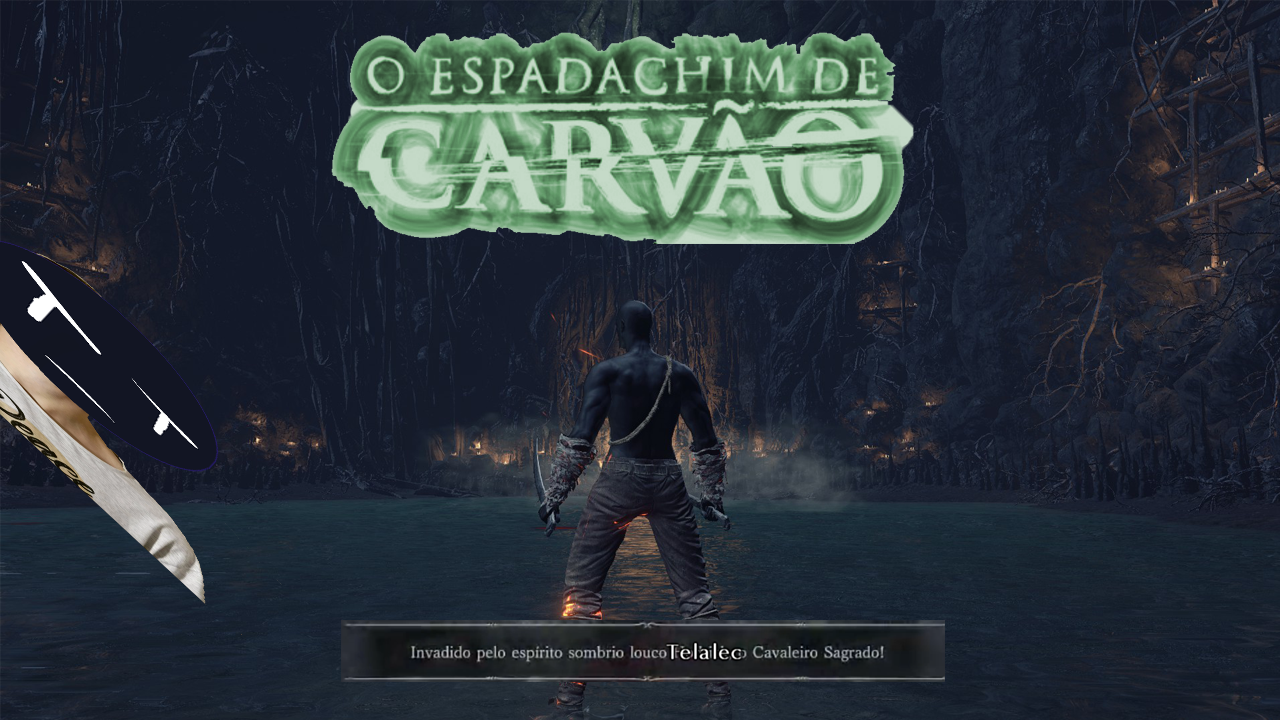 O ESPADACHIM DE
CARVÃO
Invadido pelo espírito sombrio louco Telalec o Cavaleiro Sagrado!